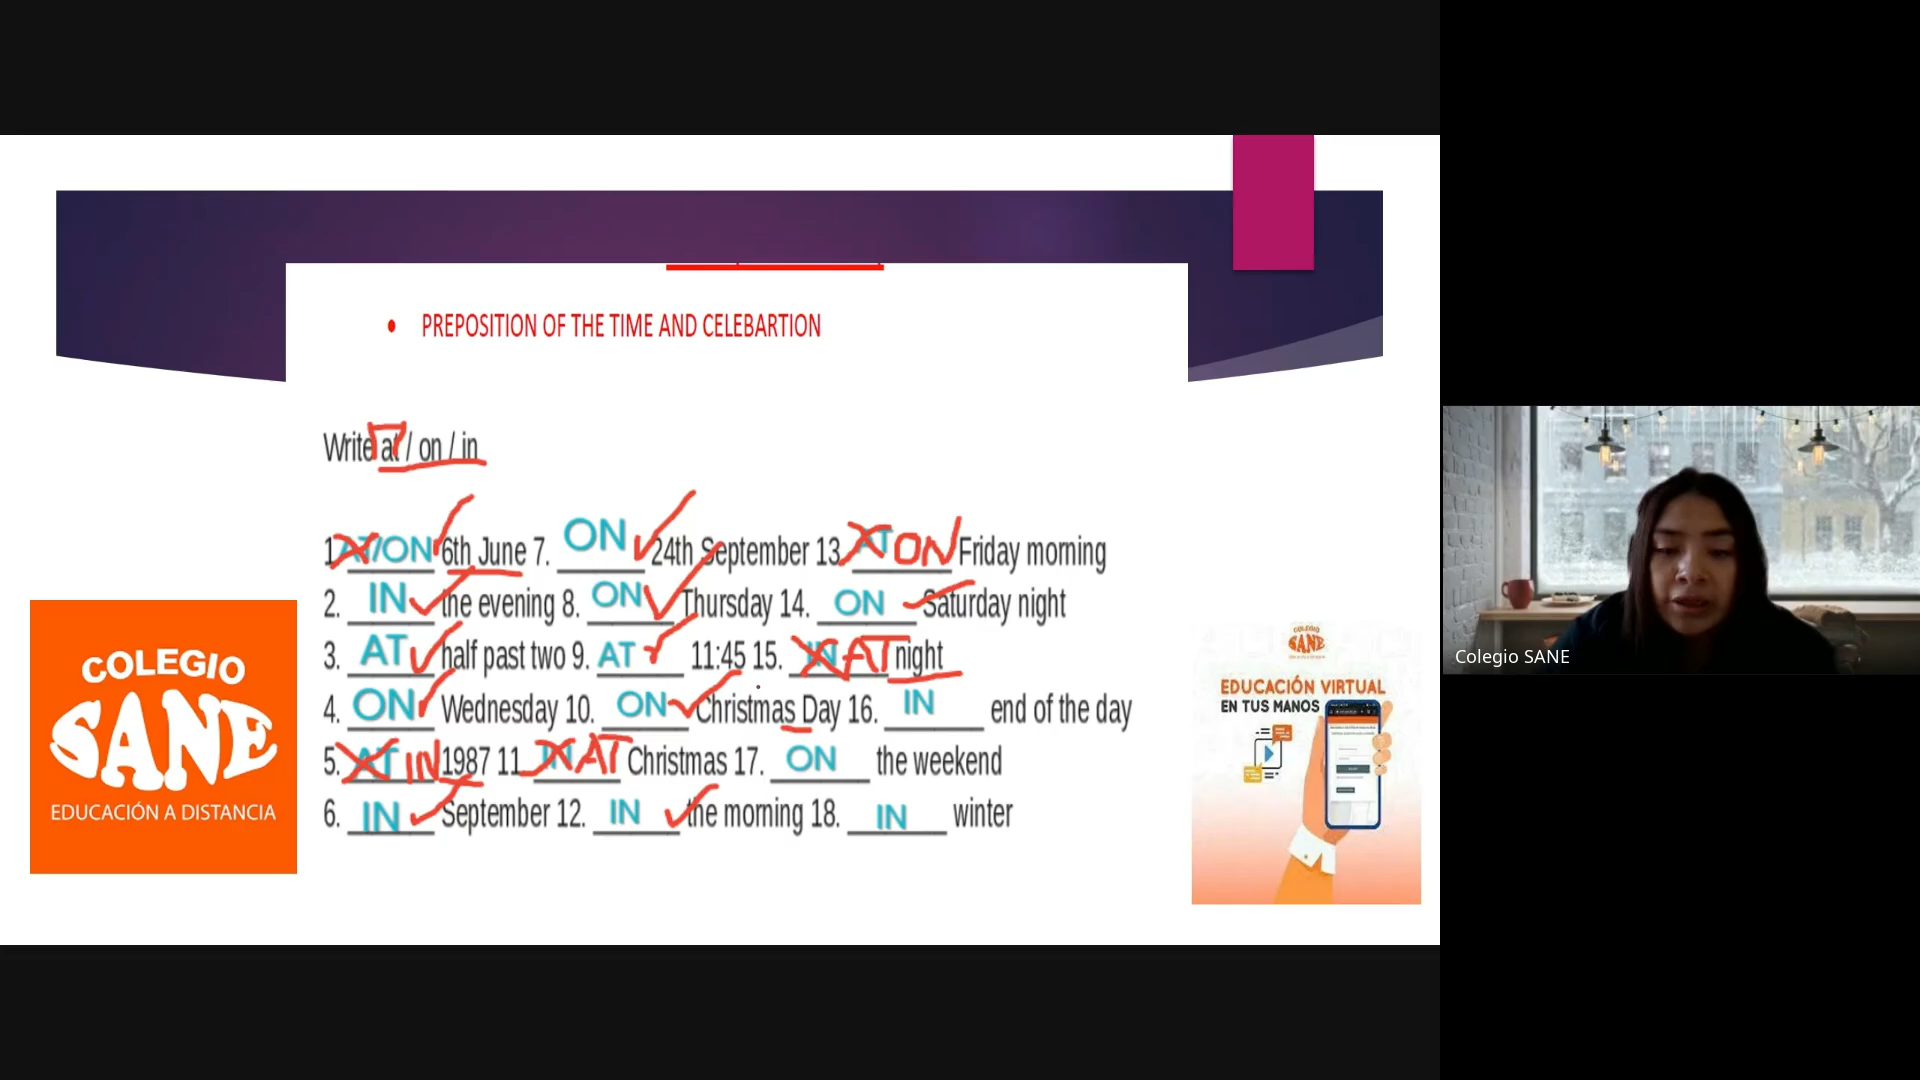 PREPOSITION OF THE TIME AND CELEBARTION
Write at / on / in
1 AT/ON 6th June 7. ON 24th September 13. AT ON Friday morning
2. IN the evening 8. ON Thursday 14. ON Saturday night
3. AT half past two 9. AT 11:45 15. IN AT night
4. ON Wednesday 10. ON Christmas Day 16. IN end of the day
5. AT IN 1987 11 IN AT Christmas 17. ON the weekend
6. IN September 12. IN the morning 18. IN winter
COLEGIO
SANE
EDUCACIÓN A DISTANCIA
COLEGIO
SANE
EDUCACIÓN VIRTUAL
EN TUS MANOS
Colegio SANE